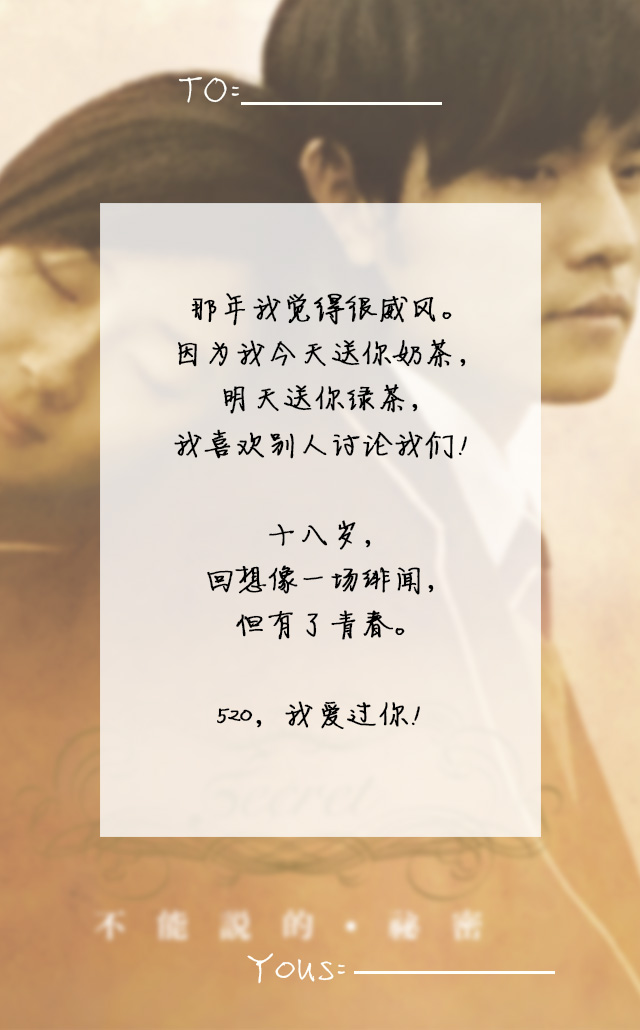 TO:
那年我觉得很威风。
因为我今天送你奶茶，
明天送你绿茶，
我喜欢别人讨论我们！
十八岁，
回想像一场绯闻，
但有了青春。
520，我爱过你！
Secret
不能說的·祕密
Yous: